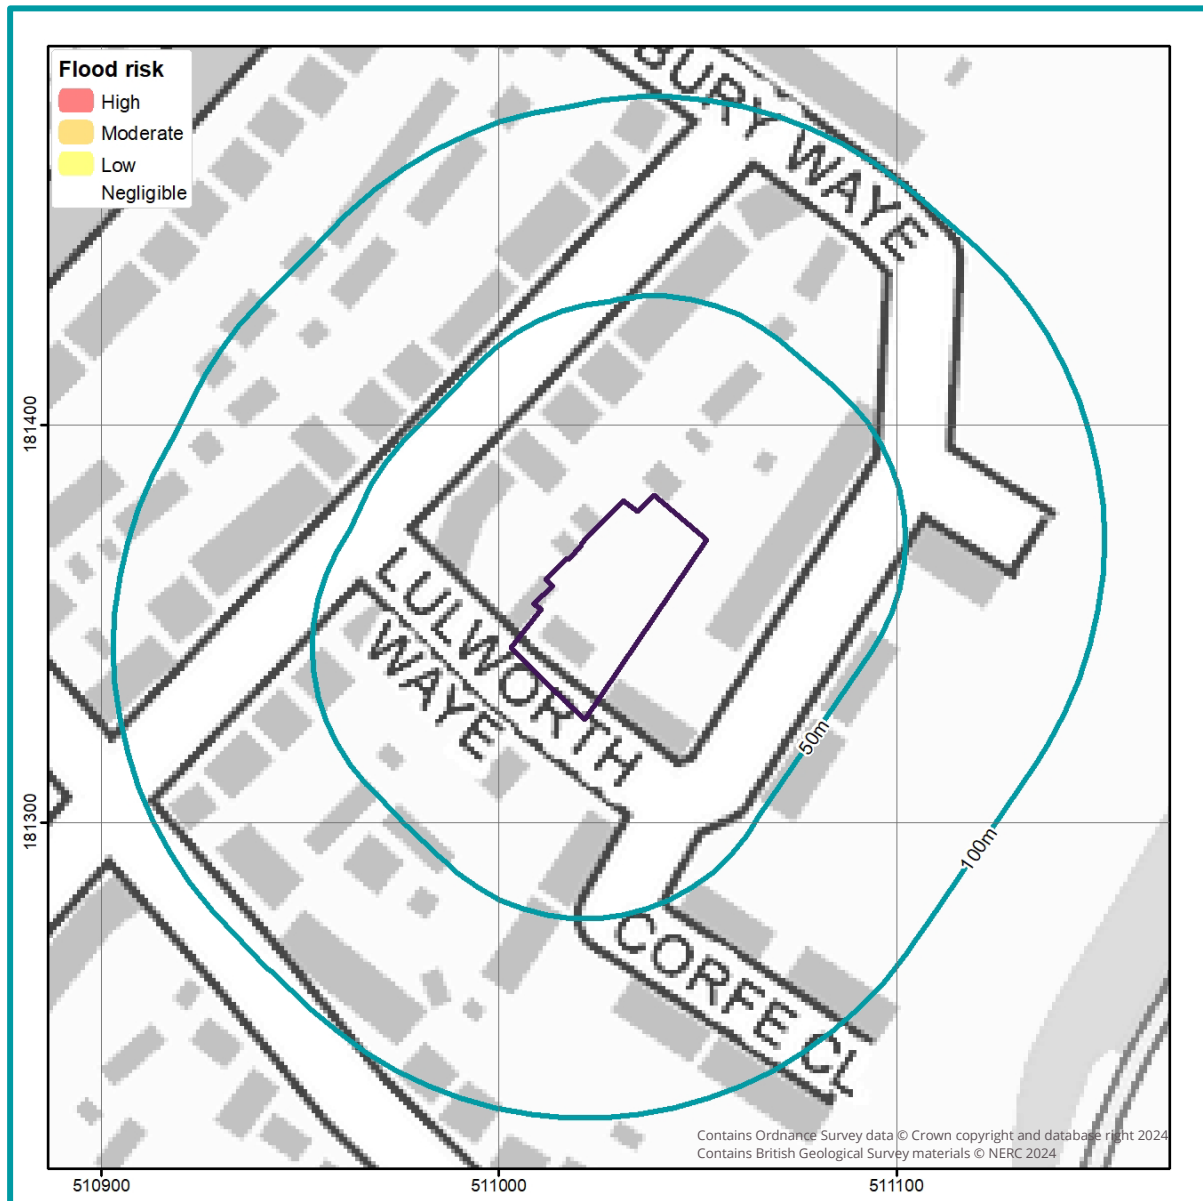 Flood risk
High
Moderate
Low
Negligible
BURY WAYE
LULWORTH
WAYE
CORFE CL
50m
100m
181400
181300
Contains Ordnance Survey data © Crown copyright and database right 2024
Contains British Geological Survey materials © NERC 2024
510900
511000
511100